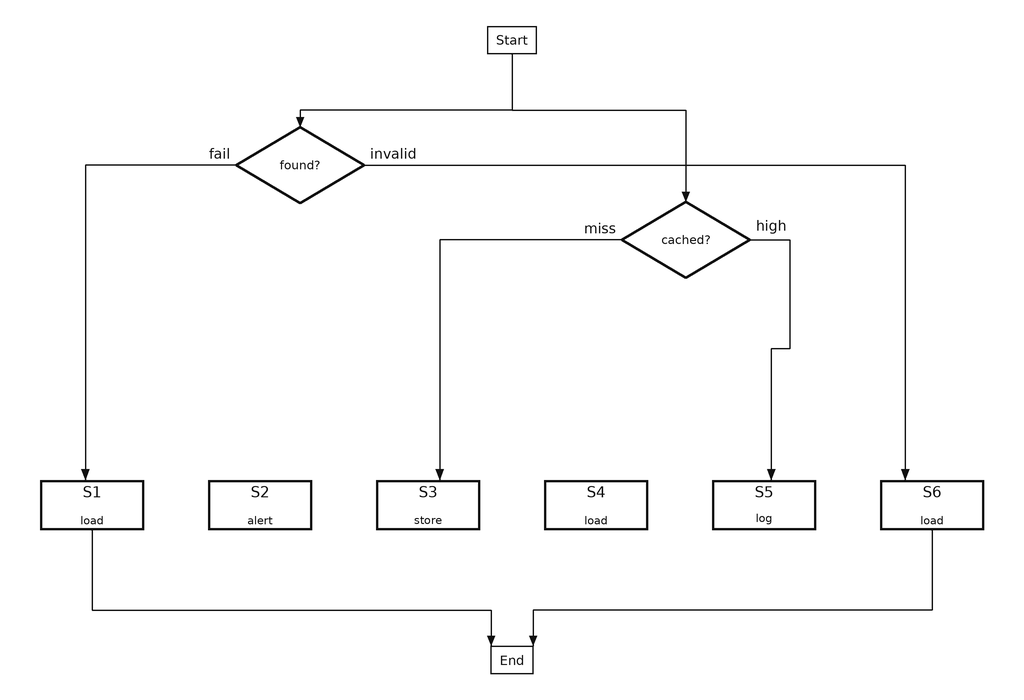 Start
fail
found?
invalid
miss
cached?
high
S1
load
S2
alert
S3
store
S4
load
S5
log
S6
load
End